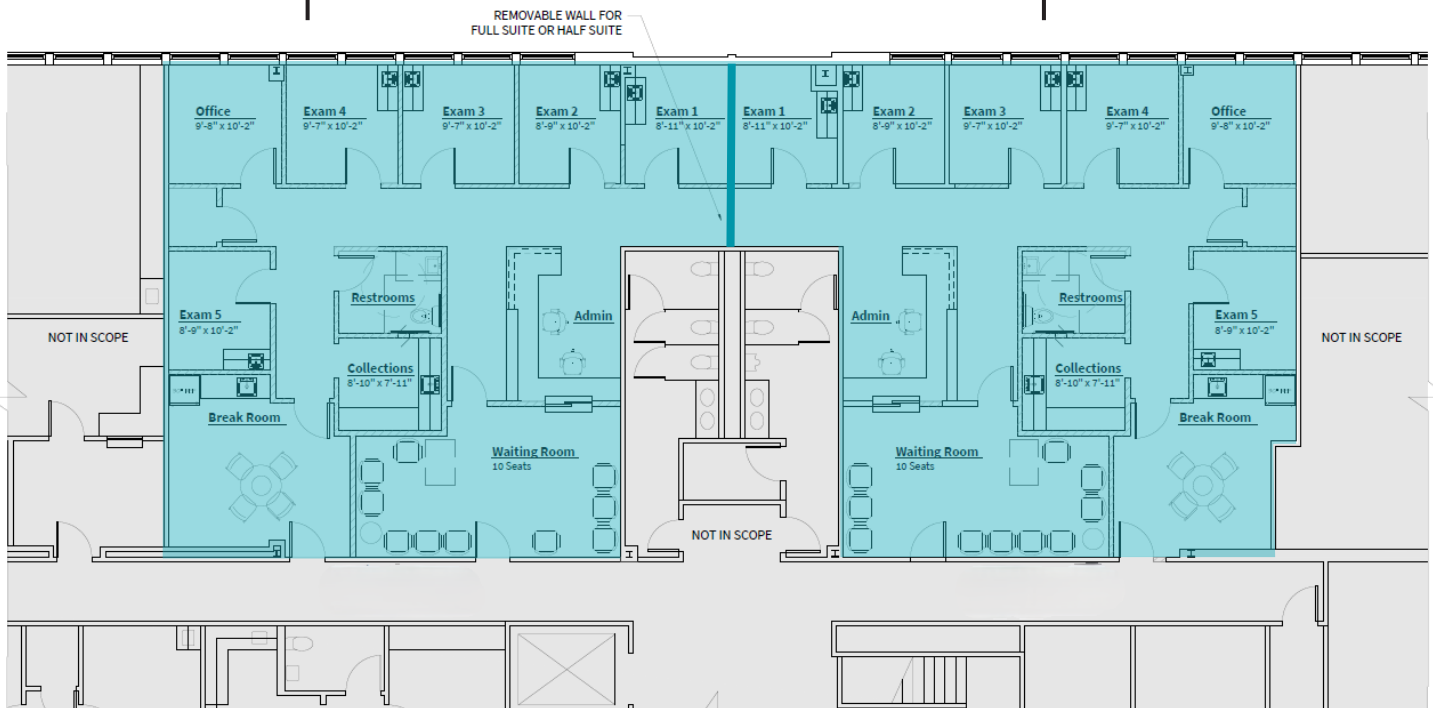 REMOVABLE WALL FOR
FULL SUITE OR HALF SUITE
Office
9'-8" x 10'-2"
Exam 4
9'-7" x 10'-2"
Exam 3
9'-7" x 10'-2"
Exam 2
8'-9" x 10'-2"
Exam 1
8'-11" x 10'-2"
Exam 1
8'-11" x 10'-2"
Exam 2
8'-9" x 10'-2"
Exam 3
9'-7" x 10'-2"
Exam 4
9'-7" x 10'-2"
Office
9'-8" x 10'-2"
Restrooms
Restrooms
Exam 5
8'-9" x 10'-2"
Admin
Admin
Exam 5
8'-9" x 10'-2"
NOT IN SCOPE
NOT IN SCOPE
Collections
8'-10" x 7'-11"
Collections
8'-10" x 7'-11"
Break Room
Break Room
Waiting Room
10 Seats
Waiting Room
10 Seats
NOT IN SCOPE